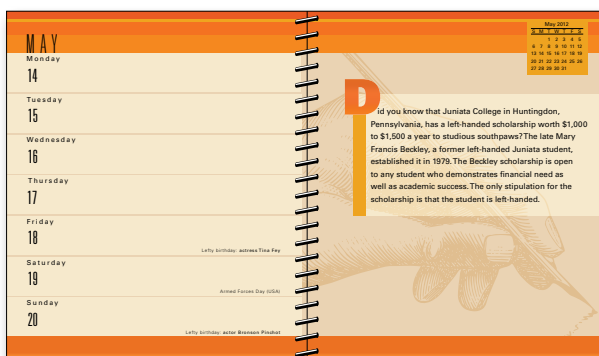 MAY
Monday
14
Tuesday
15
Wednesday
16
Thursday
17
Friday
18
Lefty birthday: actress Tina Fey
Saturday
19
Armed Forces Day (USA)
Sunday
20
Lefty birthday: actor Bronson Pinchot
May 2012
S M T W T F S
1 2 3 4 5
6 7 8 9 10 11 12
13 14 15 16 17 18 19
20 21 22 23 24 25 26
27 28 29 30 31
Did you know that Juniata College in Huntingdon,
Pennsylvania, has a left-handed scholarship worth $1,000
to $1,500 a year to studious southpaws? The late Mary
Francis Beckley, a former left-handed Juniata student,
established it in 1979. The Beckley scholarship is open
to any student who demonstrates financial need as
well as academic success. The only stipulation for the
scholarship is that the student is left-handed.